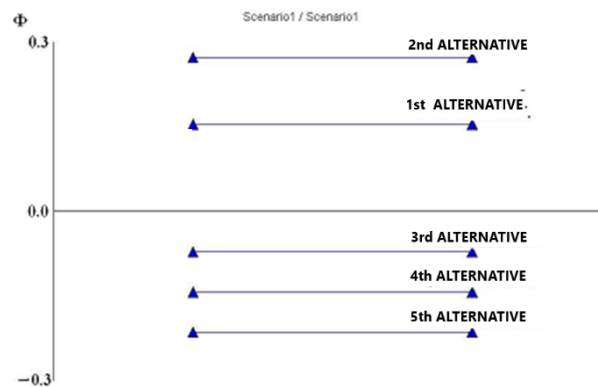 Scenario1 / Scenario1
Φ
0.3
2nd ALTERNATIVE
1st ALTERNATIVE
0.0
3rd ALTERNATIVE
4th ALTERNATIVE
5th ALTERNATIVE
−0.3